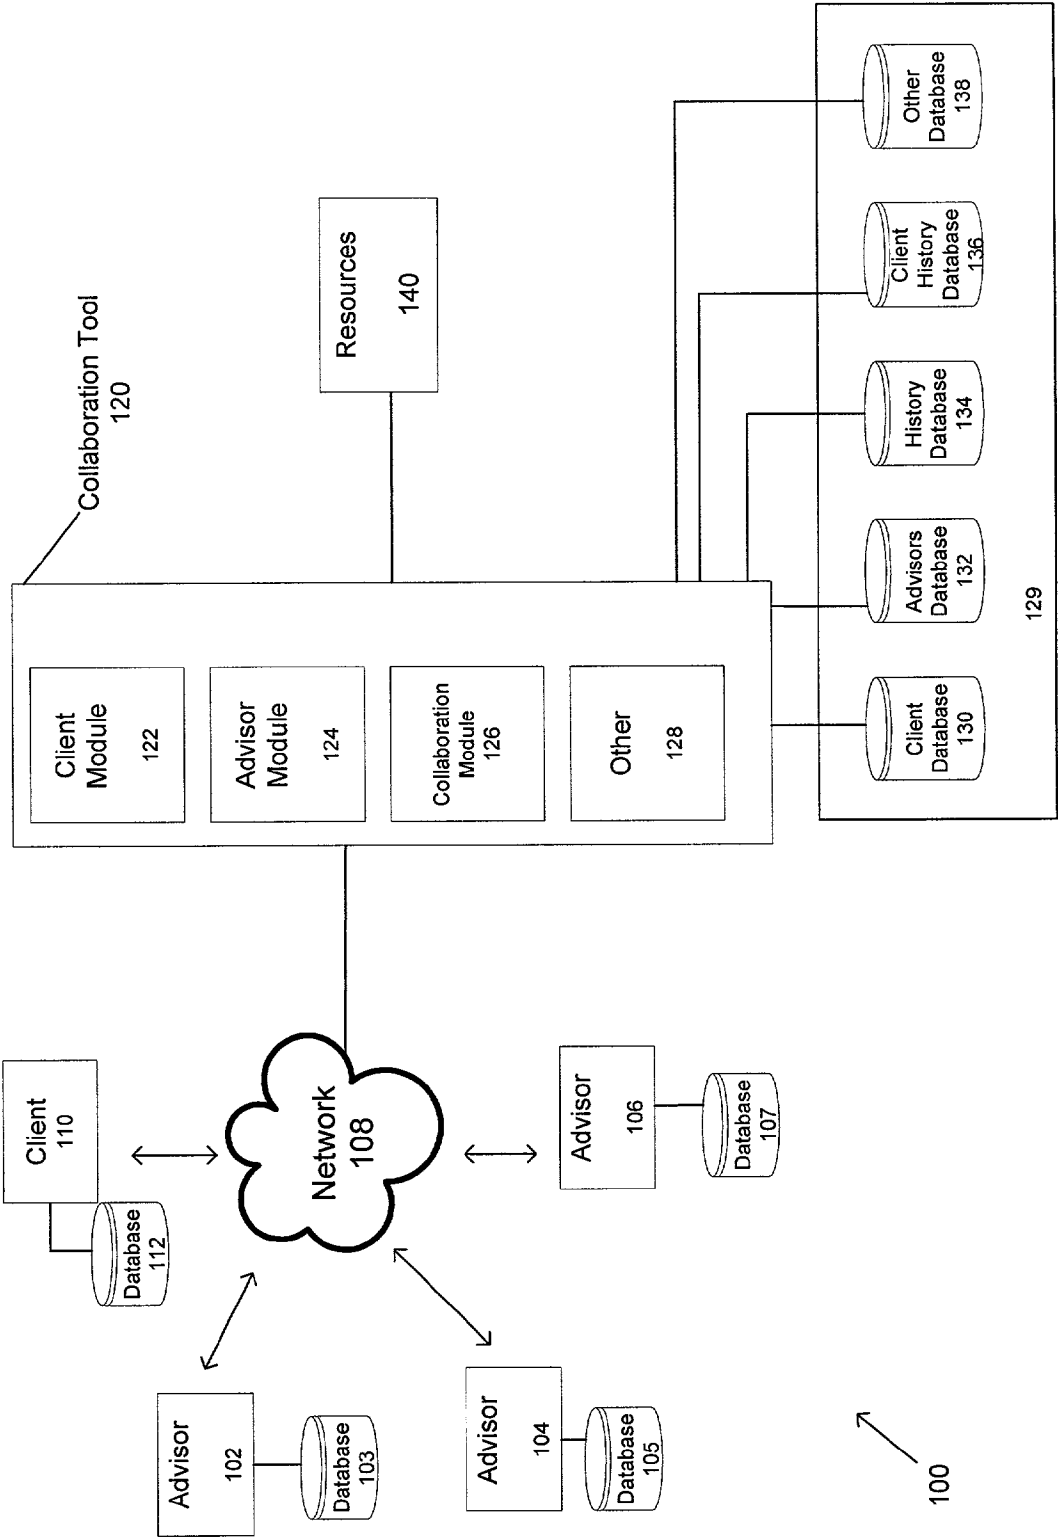 Client
110
Database
112
Advisor
102
Database
103
Advisor
104
Database
105
Network
108
Advisor
106
Database
107
100
Collaboration Tool
120
Client
Module
122
Advisor
Module
124
Collaboration
Module
126
Other
128
Resources
140
Client
Database
130
Advisors
Database
132
History
Database
134
Client
History
Database
136
Other
Database
138
129